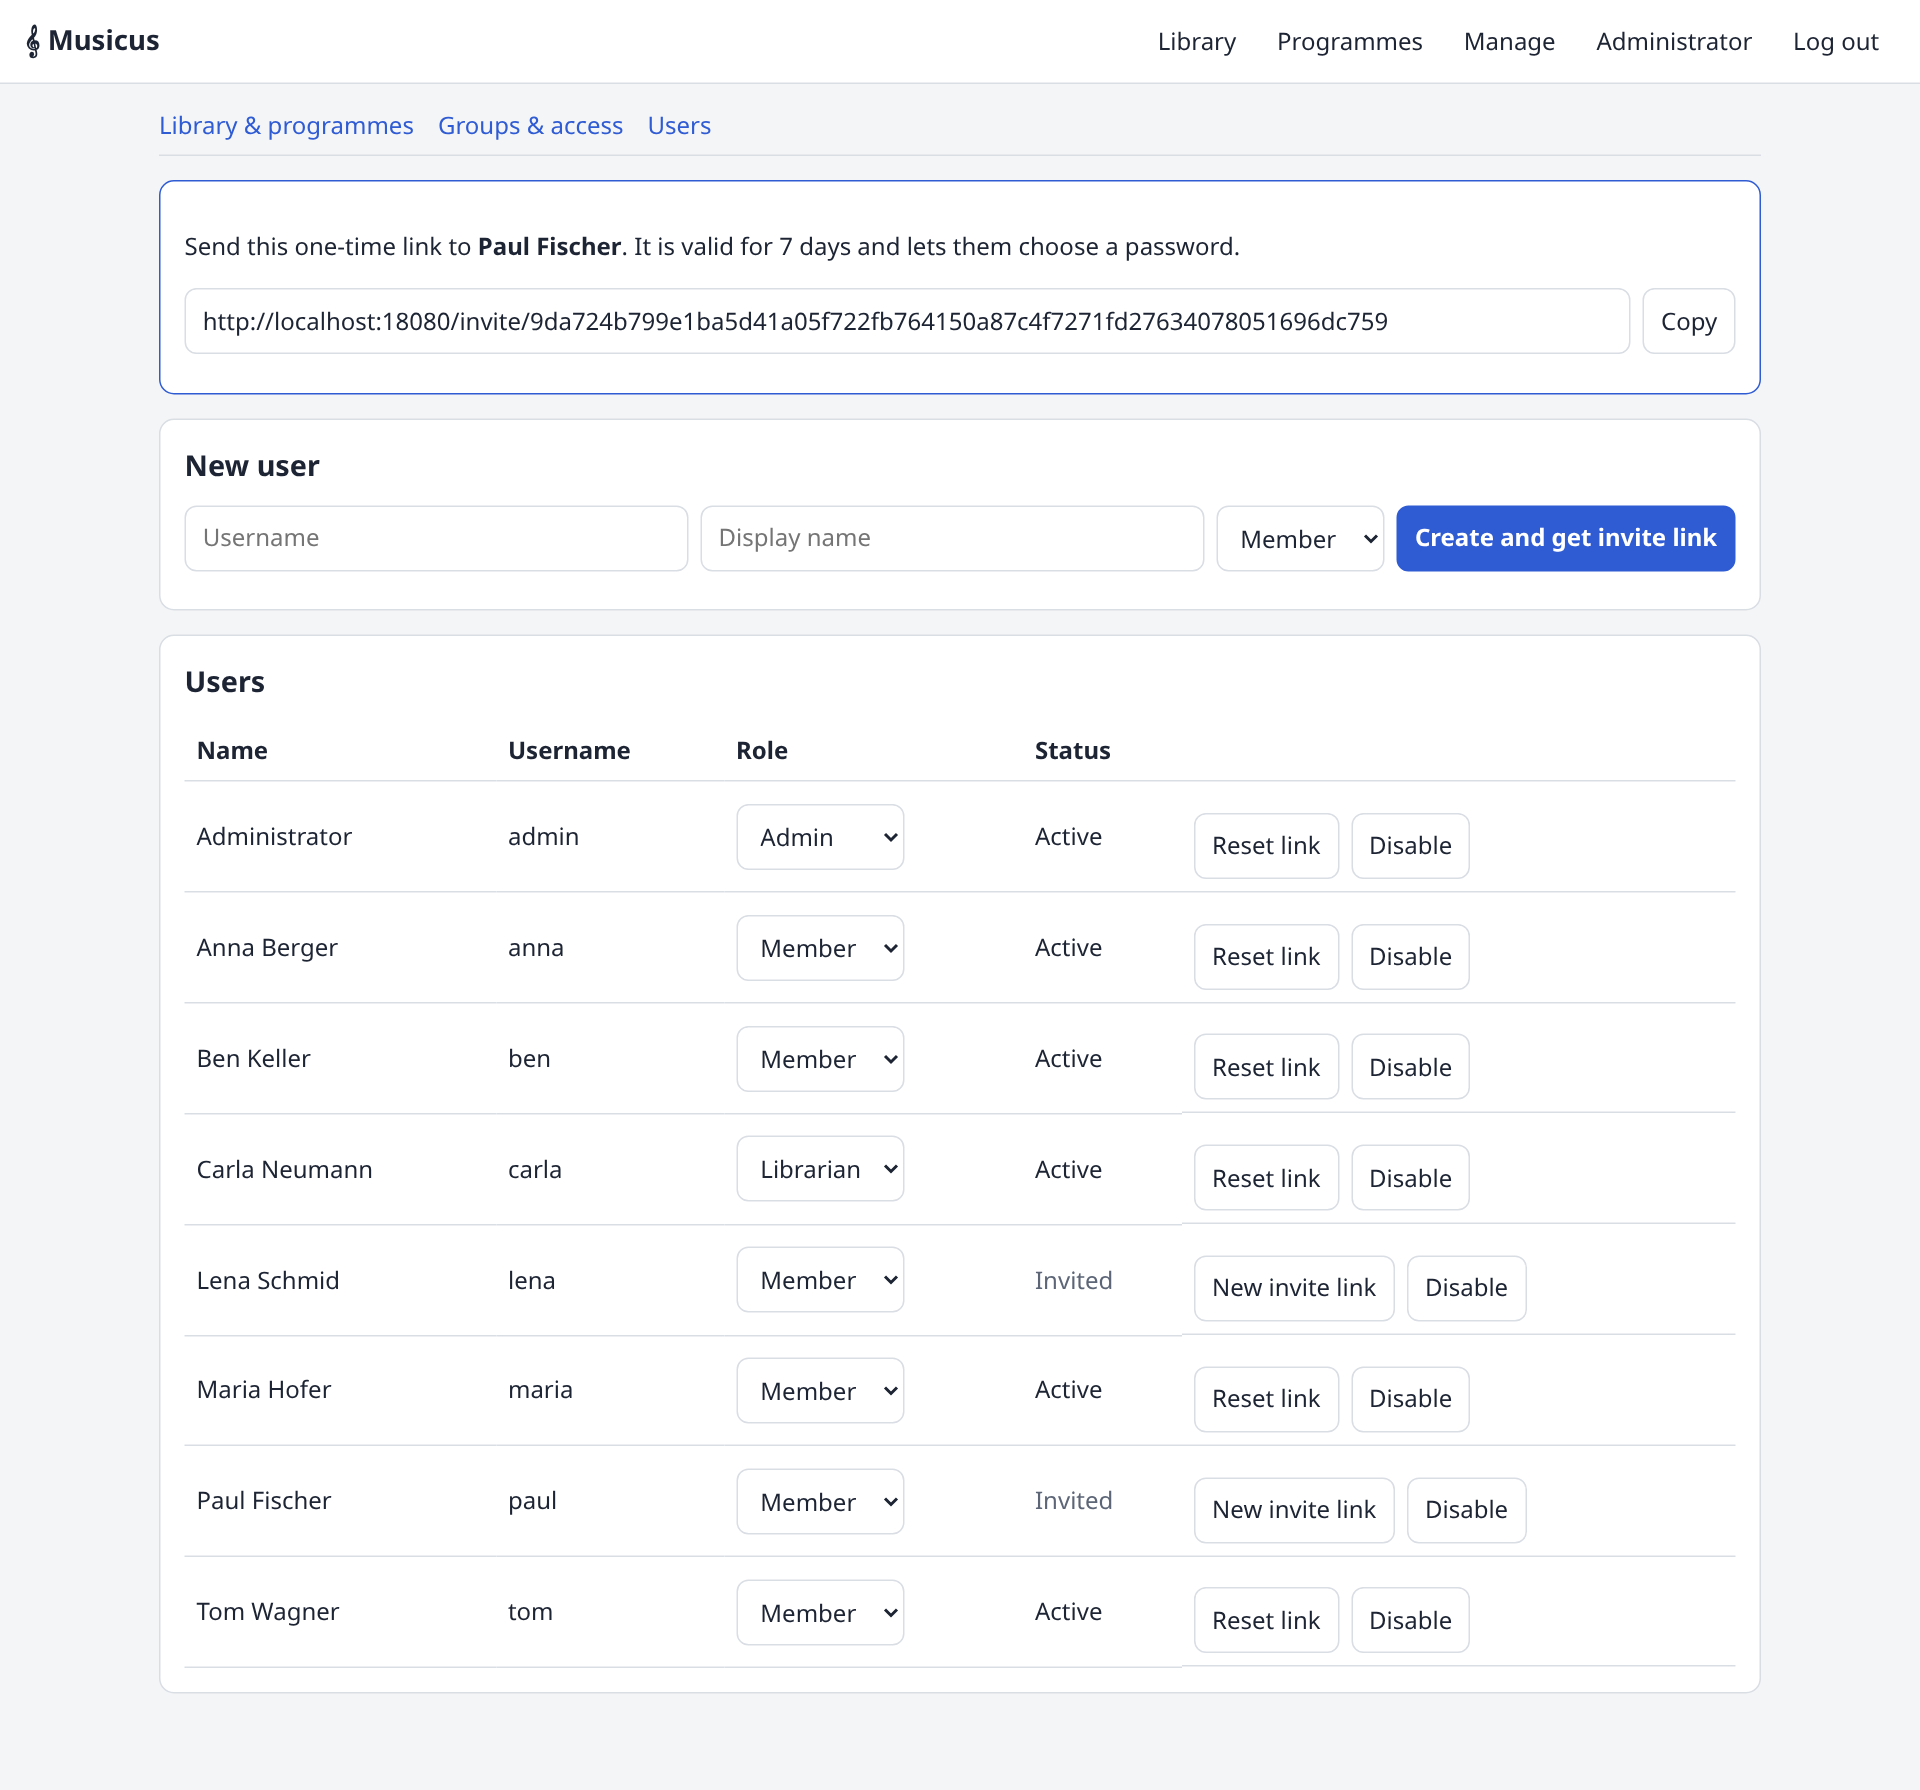 𝄞 Musicus Library Programmes Manage Administrator Log out
Library & programmes Groups & access Users
Send this one-time link to Paul Fischer. It is valid for 7 days and lets them choose a password.
http://localhost:18080/invite/9da724b799e1ba5d41a05f722fb764150a87c4f7271fd27634078051696dc759 Copy
New user
Username Display name Member Create and get invite link
Users
Name Username Role Status
Administrator admin Admin Active Reset link Disable
Anna Berger anna Member Active Reset link Disable
Ben Keller ben Member Active Reset link Disable
Carla Neumann carla Librarian Active Reset link Disable
Lena Schmid lena Member Invited New invite link Disable
Maria Hofer maria Member Active Reset link Disable
Paul Fischer paul Member Invited New invite link Disable
Tom Wagner tom Member Active Reset link Disable